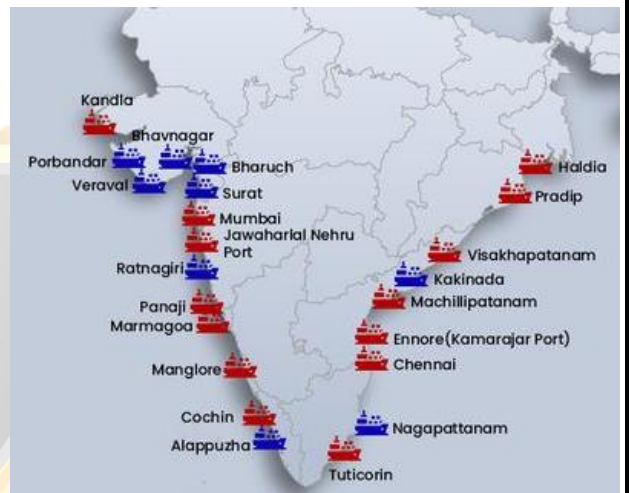 Kandla
Bhavnagar
Porbandar
Bharuch
Veraval
Surat
Mumbai
Jawaharlal Nehru
Port
Ratnagiri
Panaji
Marmagoa
Manglore
Cochin
Alappuzha
Haldia
Pradip
Visakhapatanam
Kakinada
Machillipatanam
Ennore(Kamarajar Port)
Chennai
Nagapattanam
Tuticorin